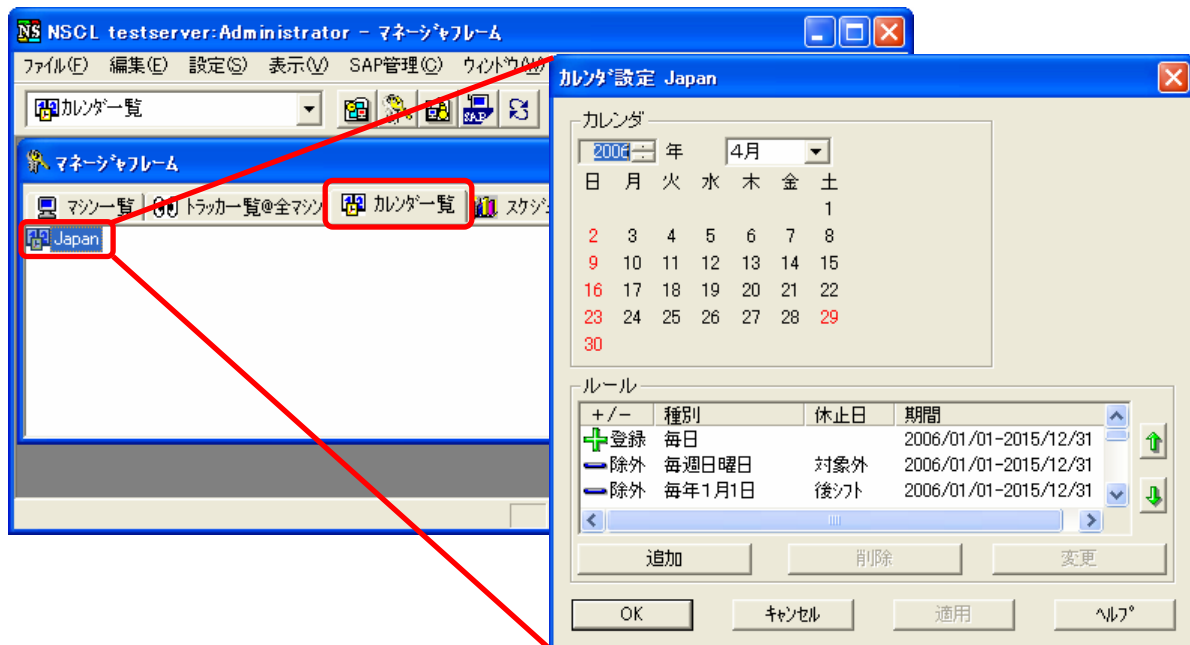 NSCL testserver:Administrator - マネージャフレーム
ファイル(F) 編集(E) 設定(S) 表示(V) SAP管理(C) ウィンドウ(W)
カレンダ一覧
SAP
マネージャフレーム
マシン一覧 トラッカ一覧@全マシン カレンダ一覧 スケジュ
Japan
カレンダ設定 Japan
カレンダ
2006 年 4月
日 月 火 水 木 金 土
1
2 3 4 5 6 7 8
9 10 11 12 13 14 15
16 17 18 19 20 21 22
23 24 25 26 27 28 29
30
ルール
+/- 種別 休止日 期間
登録 毎日 2006/01/01-2015/12/31
除外 毎週日曜日 対象外 2006/01/01-2015/12/31
除外 毎年1月1日 後シフト 2006/01/01-2015/12/31
追加 削除 変更
OK キャンセル 適用 ヘルプ